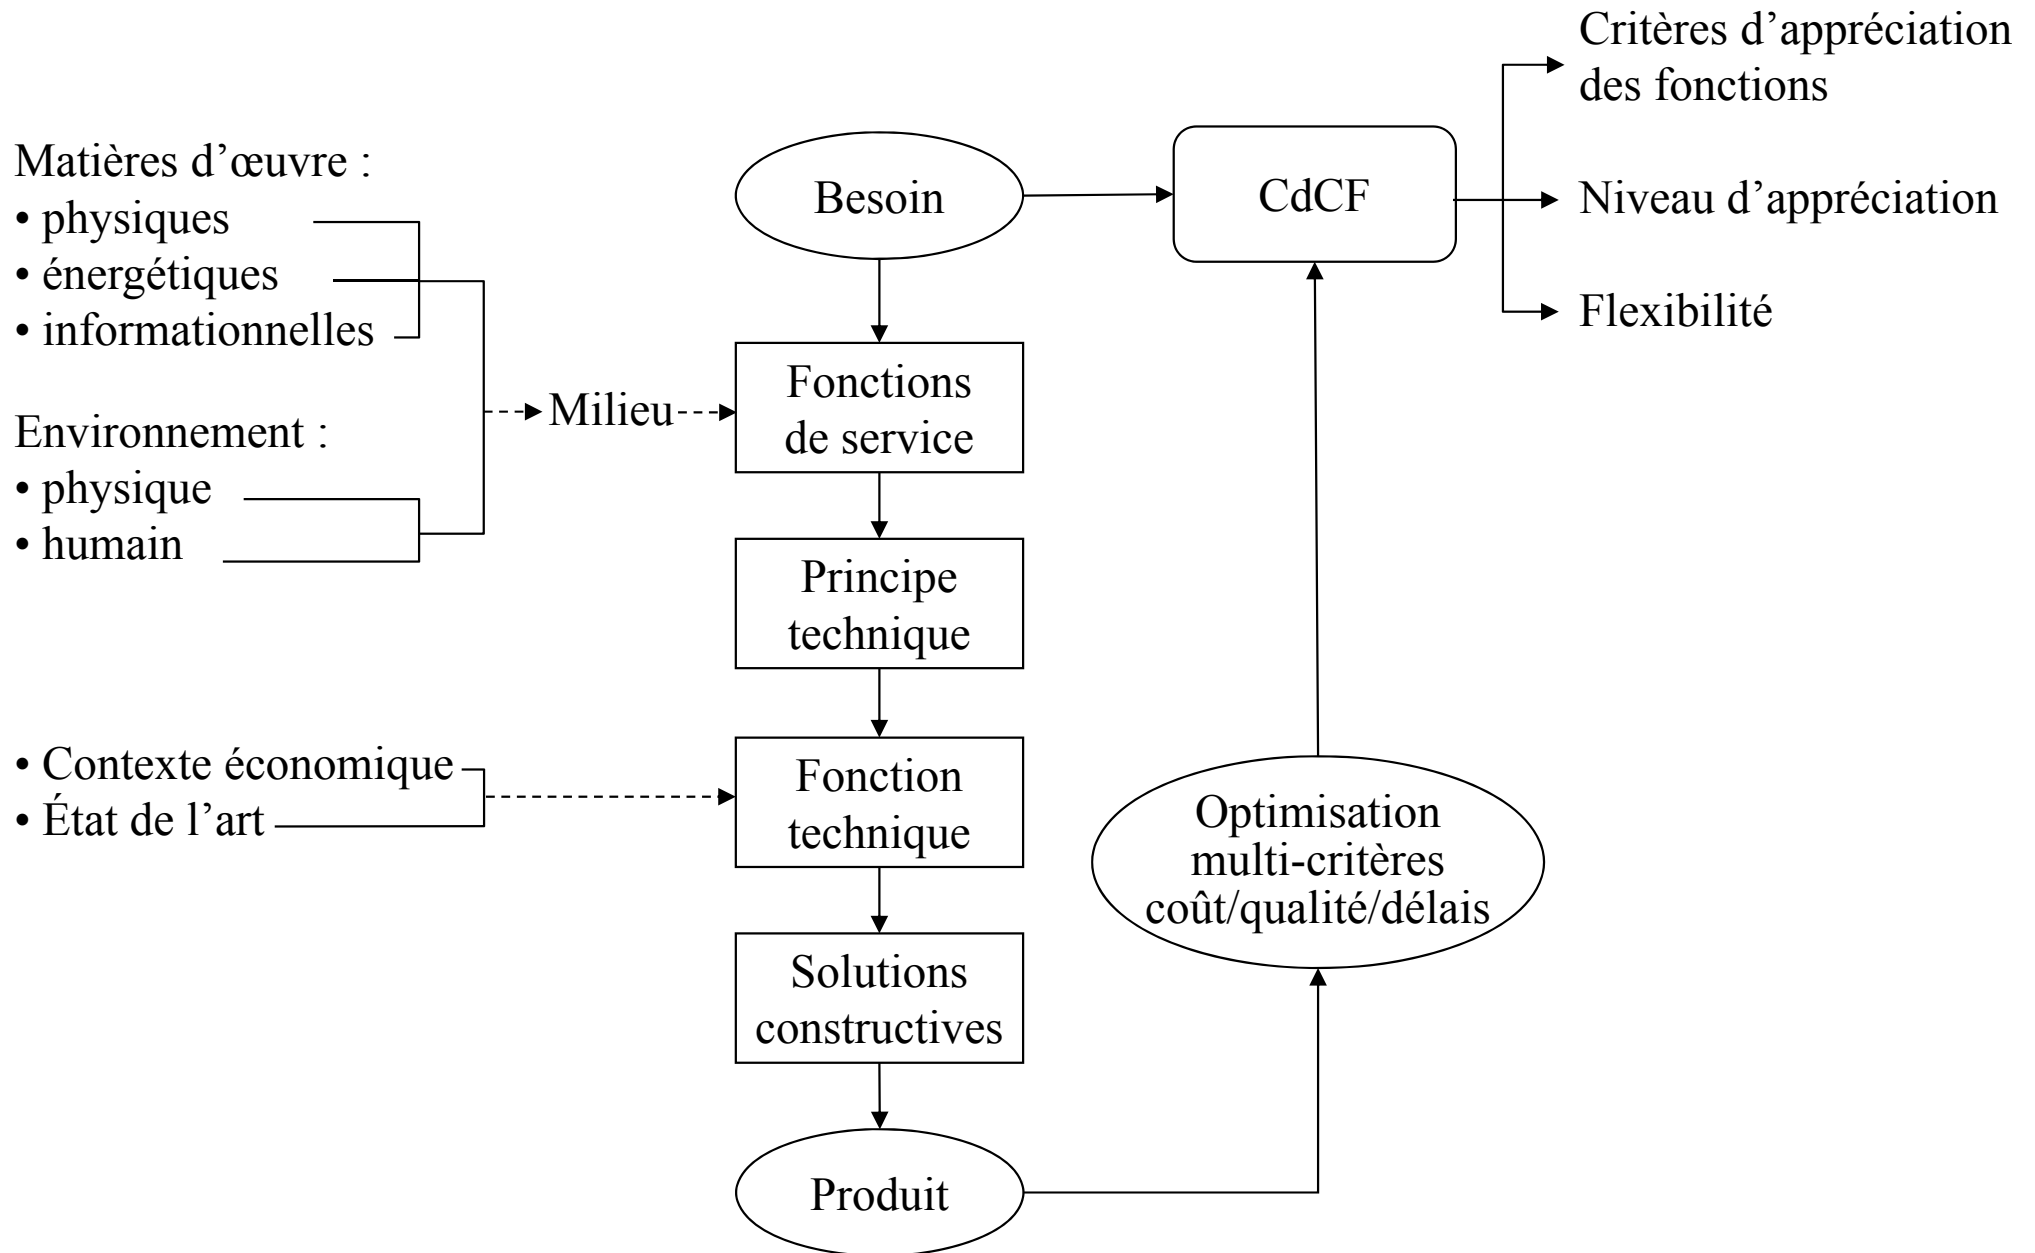 Critères d’appréciation
des fonctions
Matières d’œuvre :
• physiques
• énergétiques
• informationnelles
Besoin
CdCF
Niveau d’appréciation
Flexibilité
Environnement :
• physique
• humain
Milieu
Fonctions
de service
Principe
technique
• Contexte économique
• État de l’art
Fonction
technique
Optimisation
multi-critères
coût/qualité/délais
Solutions
constructives
Produit